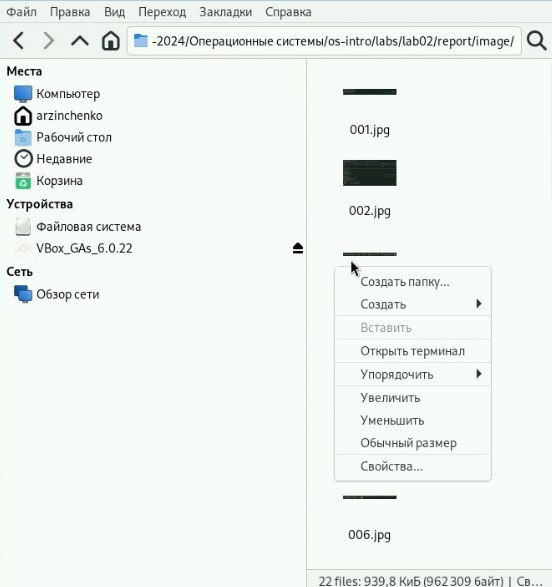 Файл Правка Вид Переход Закладки Справка
-2024/Операционные системы/os-intro/labs/lab02/report/image/
Места
Компьютер
arzinchenko
Рабочий стол
Недавние
Корзина
Устройства
Файловая система
VBox_GAs_6.0.22
Сеть
Обзор сети
001.jpg
002.jpg
Создать папку...
Создать
Вставить
Открыть терминал
Упорядочить
Увеличить
Уменьшить
Обычный размер
Свойства...
006.jpg
22 files: 939,8 КиБ (962 309 байт) | Св...